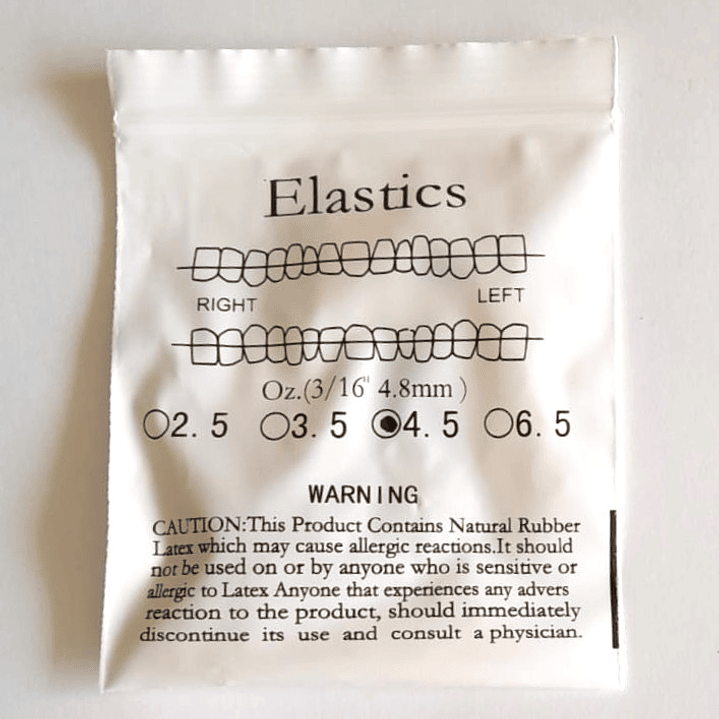 Elastics
RIGHT LEFT
Oz.(3/16" 4.8mm)
2.5 3.5 4.5 6.5
WARNING
CAUTION:This Product Contains Natural Rubber
Latex which may cause allergic reactions.It should
not be used on or by anyone who is sensitive or
allergic to Latex Anyone that experiences any advers
reaction to the product, should immediately
discontinue its use and consult a physician.